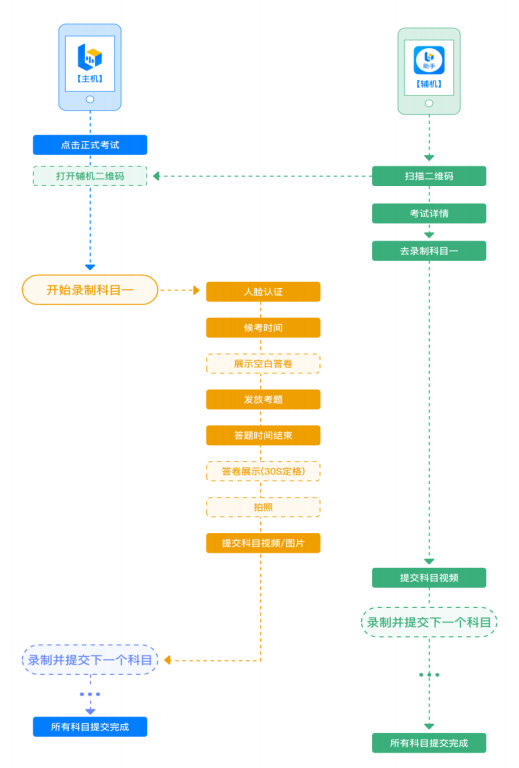 【主机】
助手
【辅机】
点击正式考试
打开辅机二维码
扫描二维码
考试详情
去录制科目一
开始录制科目一
人脸认证
候考时间
展示空白答卷
发放考题
答题时间结束
答卷展示(30S定格)
拍照
提交科目视频/图片
提交科目视频
录制并提交下一个科目
录制并提交下一个科目
所有科目提交完成
所有科目提交完成